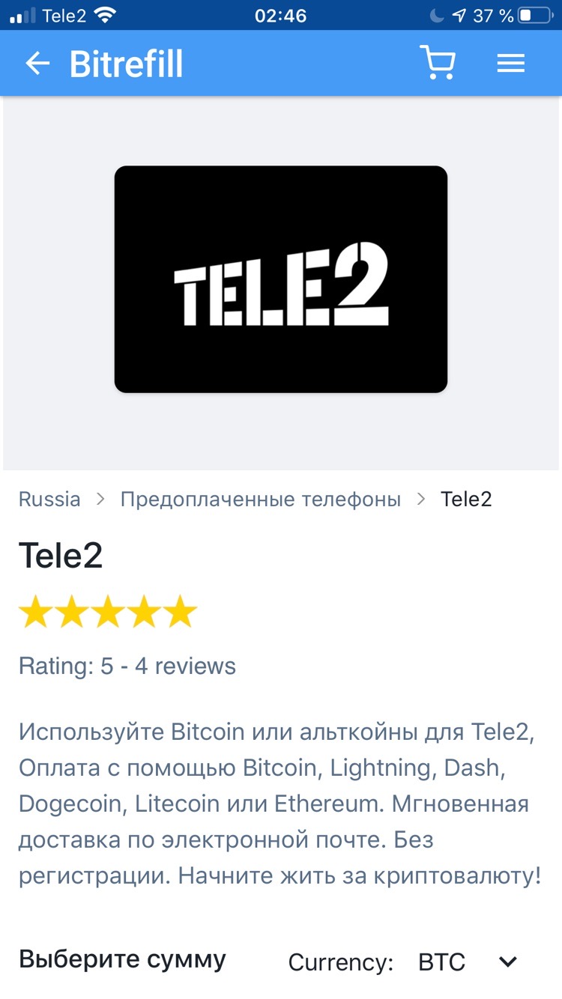 Tele2 02:46 37 %
Bitrefill
TELE2
Russia > Предоплаченные телефоны > Tele2
Tele2
Rating: 5 - 4 reviews
Используйте Bitcoin или альткойны для Tele2,
Оплата с помощью Bitcoin, Lightning, Dash,
Dogecoin, Litecoin или Ethereum. Мгновенная
доставка по электронной почте. Без
регистрации. Начните жить за криптовалюту!
Выберите сумму Currency: BTC